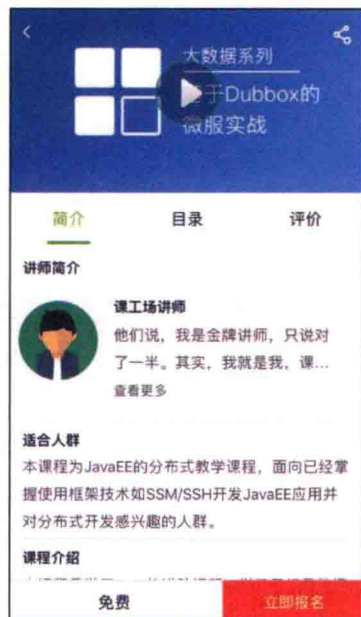 大数据系列
基于Dubbox的
微服实战
简介
目录
评价
讲师简介
课工场讲师
他们说，我是金牌讲师，只说对
了一半。其实，我就是我，课...
查看更多
适合人群
本课程为JavaEE的分布式教学课程，面向已经掌
握使用框架技术如SSM/SSH开发JavaEE应用并
对分布式开发感兴趣的人群。
课程介绍
免费
立即报名